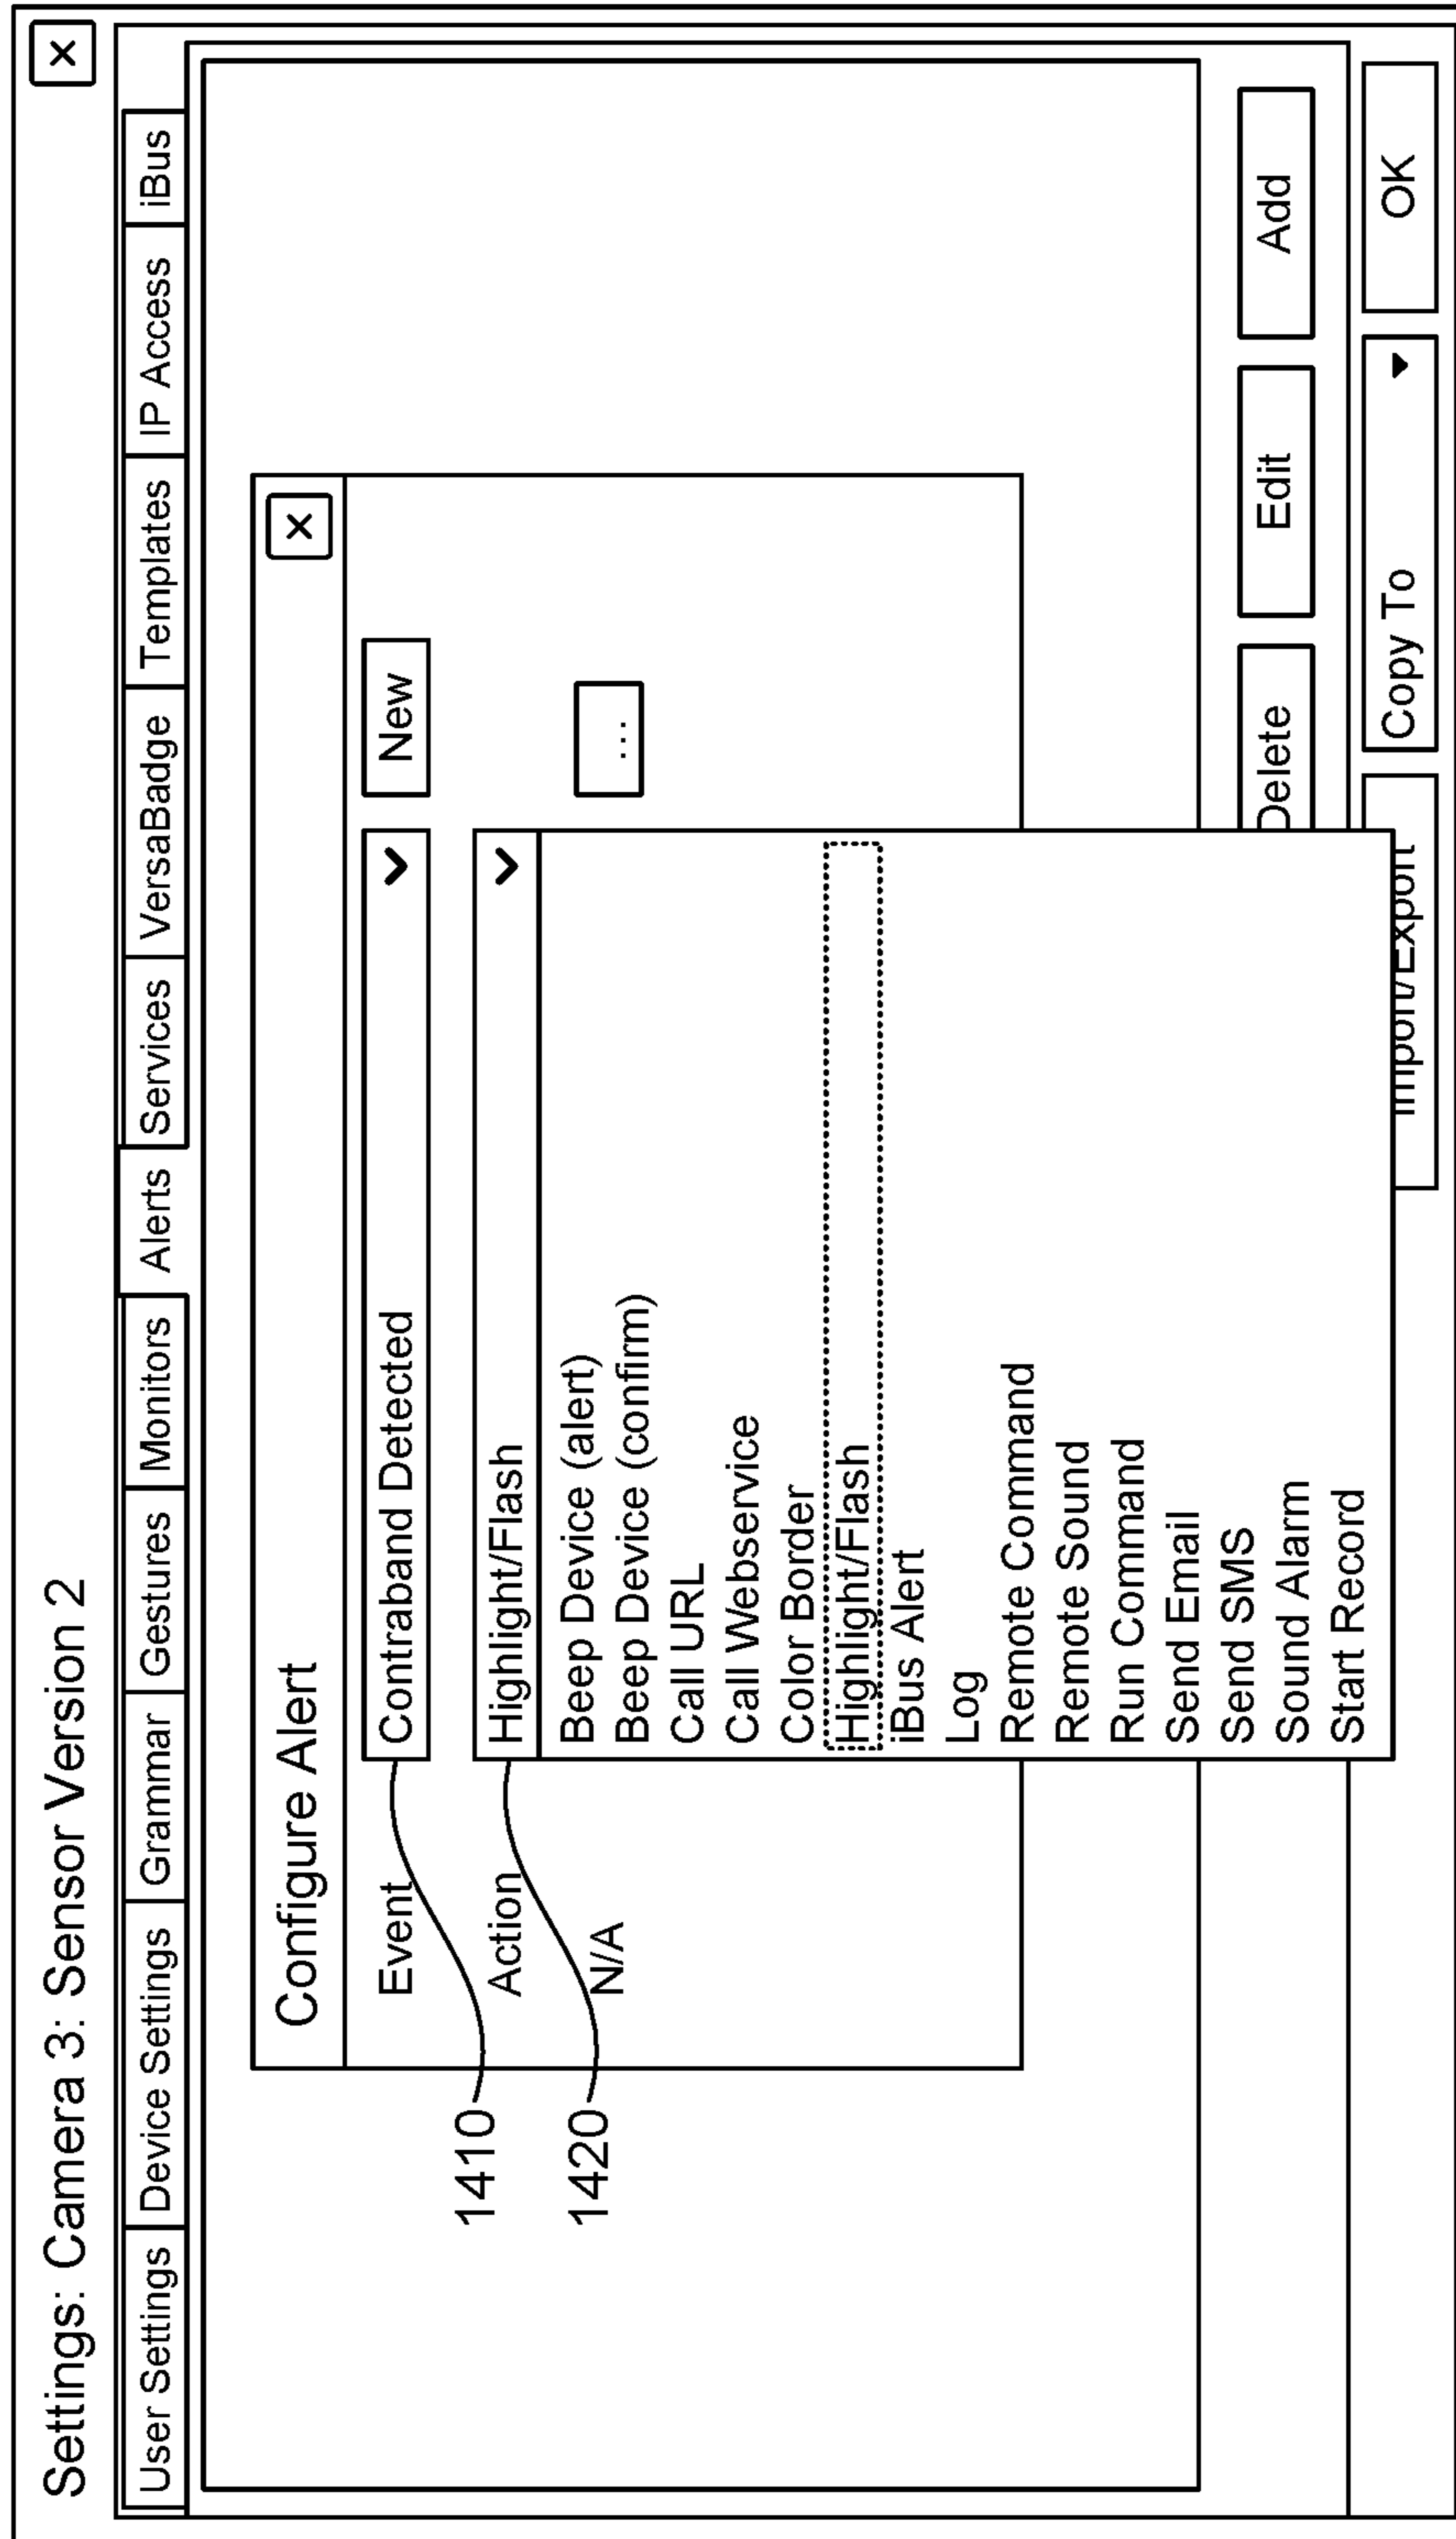 Settings: Camera 3: Sensor Version 2
×
User Settings Device Settings Grammar Gestures Monitors Alerts Services VersaBadge Templates IP Access iBus
Configure Alert
×
Event Contraband Detected New
1410
Action Highlight/Flash
1420
N/A ...
Beep Device (alert)
Beep Device (confirm)
Call URL
Call Webservice
Color Border
Highlight/Flash
iBus Alert
Log
Remote Command
Remote Sound
Run Command
Send Email
Send SMS
Sound Alarm
Start Record
Delete Edit Add
Import/Export Copy To OK